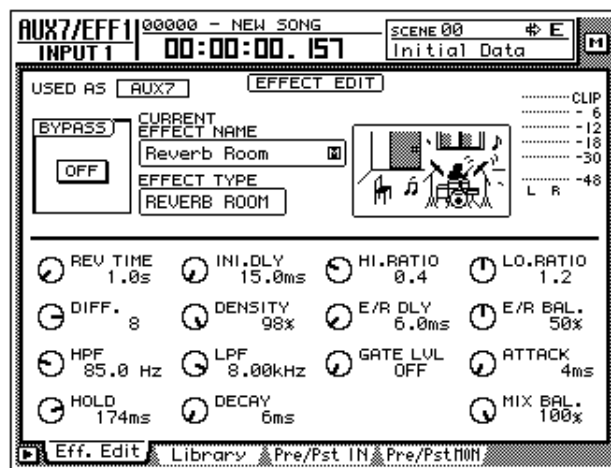 AUX7/EFF1 00000 - NEW SONG SCENE 00 E
INPUT 1 00:00:00.157 Initial Data M
USED AS AUX7 EFFECT EDIT
CLIP
- 6
-12
-18
-30
-48
L R
BYPASS
OFF
CURRENT
EFFECT NAME
Reverb Room M
EFFECT TYPE
REVERB ROOM
REV TIME INI.DLY HI.RATIO LO.RATIO
1.0s 15.0ms 0.4 1.2
DIFF. DENSITY E/R DLY E/R BAL.
8 98% 6.0ms 50%
HPF LPF GATE LVL ATTACK
85.0 Hz 8.00kHz OFF 4ms
HOLD DECAY MIX BAL.
174ms 6ms 100%
Eff. Edit Library Pre/Pst IN Pre/Pst MON